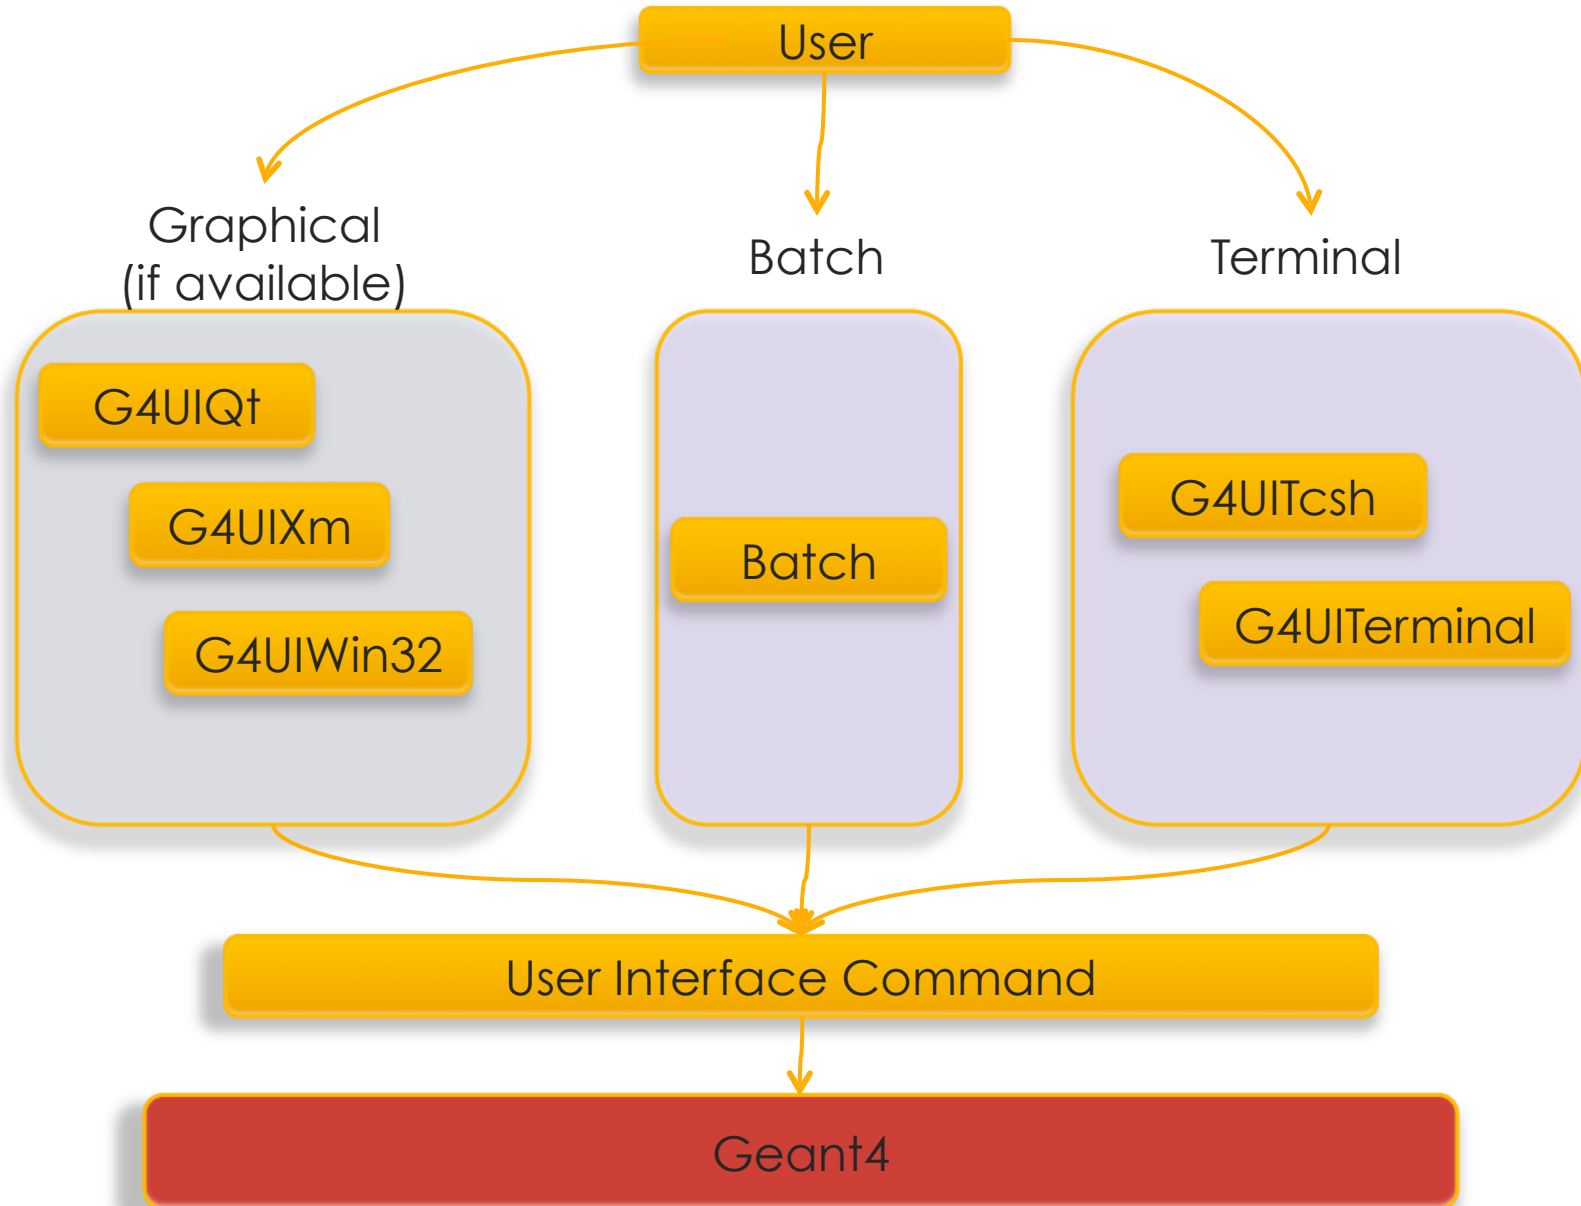 User
Graphical
(if available)
Batch
Terminal
G4UIQt
G4UIXm
G4UIWin32
Batch
G4UITcsh
G4UITerminal
User Interface Command
Geant4